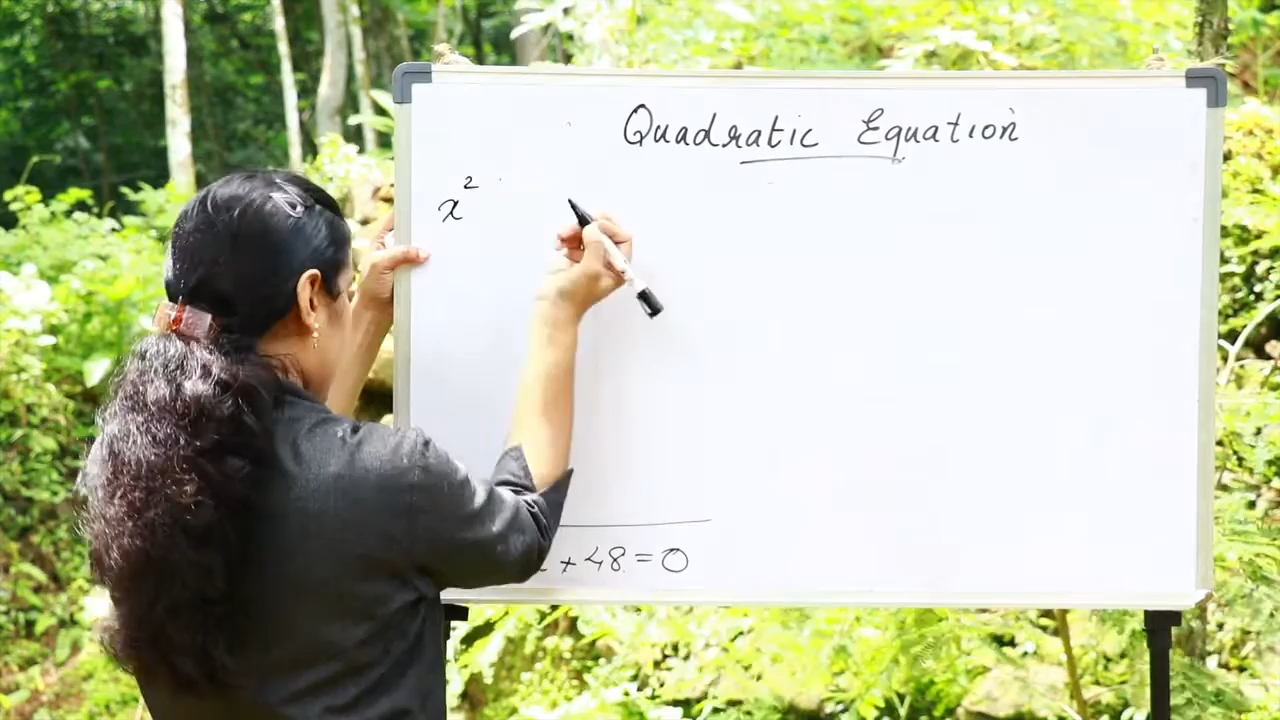 Quadratic Equation
x²
+ 48 = 0